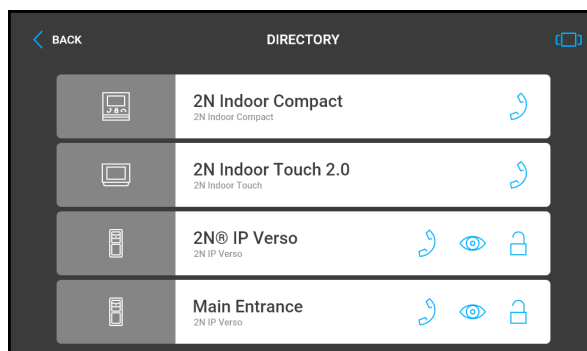 BACK
DIRECTORY
2N Indoor Compact
2N Indoor Compact
2N Indoor Touch 2.0
2N Indoor Touch
2N® IP Verso
2N IP Verso
Main Entrance
2N IP Verso